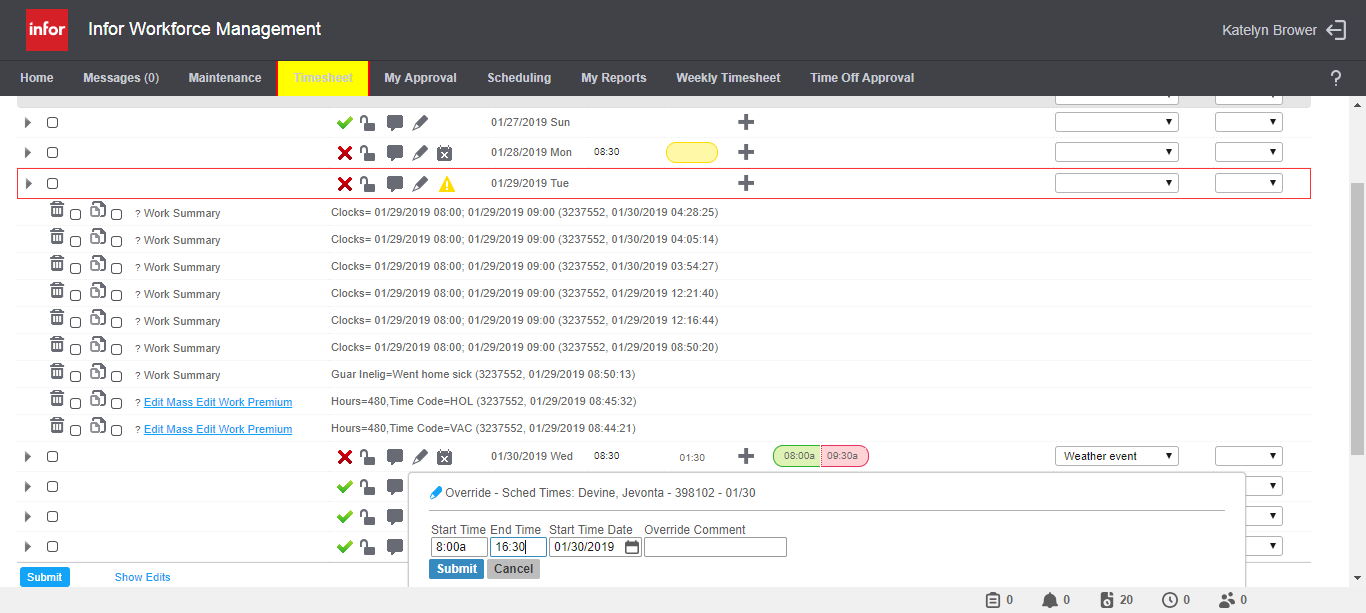 infor Infor Workforce Management Katelyn Brower
Home Messages (0) Maintenance Timesheet My Approval Scheduling My Reports Weekly Timesheet Time Off Approval ?
01/27/2019 Sun
01/28/2019 Mon 08:30
01/29/2019 Tue
? Work Summary Clocks= 01/29/2019 08:00; 01/29/2019 09:00 (3237552, 01/30/2019 04:28:25)
? Work Summary Clocks= 01/29/2019 08:00; 01/29/2019 09:00 (3237552, 01/30/2019 04:05:14)
? Work Summary Clocks= 01/29/2019 08:00; 01/29/2019 09:00 (3237552, 01/30/2019 03:54:27)
? Work Summary Clocks= 01/29/2019 08:00; 01/29/2019 09:00 (3237552, 01/29/2019 12:21:40)
? Work Summary Clocks= 01/29/2019 08:00; 01/29/2019 09:00 (3237552, 01/29/2019 12:16:44)
? Work Summary Clocks= 01/29/2019 08:00; 01/29/2019 09:00 (3237552, 01/29/2019 08:50:20)
? Work Summary Guar Inelig=Went home sick (3237552, 01/29/2019 08:50:13)
? Edit Mass Edit Work Premium Hours=480,Time Code=HOL (3237552, 01/29/2019 08:45:32)
? Edit Mass Edit Work Premium Hours=480,Time Code=VAC (3237552, 01/29/2019 08:44:21)
01/30/2019 Wed 08:30 01:30 08:00a 09:30a Weather event
Override - Sched Times: Devine, Jevonta - 398102 - 01/30
Start Time End Time Start Time Date Override Comment
8:00a 16:30 01/30/2019
Submit Cancel
Submit Show Edits
0 0 20 0 0